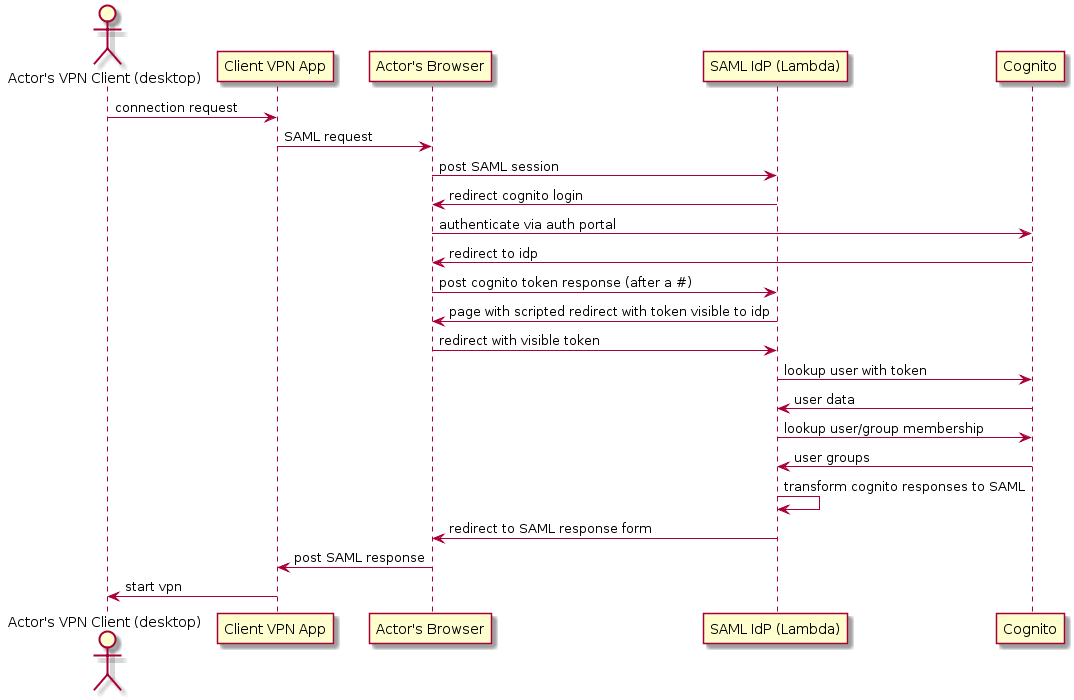 Actor's VPN Client (desktop)
Client VPN App
Actor's Browser
SAML IdP (Lambda)
Cognito
connection request
SAML request
post SAML session
redirect cognito login
authenticate via auth portal
redirect to idp
post cognito token response (after a #)
page with scripted redirect with token visible to idp
redirect with visible token
lookup user with token
user data
lookup user/group membership
user groups
transform cognito responses to SAML
redirect to SAML response form
post SAML response
start vpn
Actor's VPN Client (desktop)
Client VPN App
Actor's Browser
SAML IdP (Lambda)
Cognito